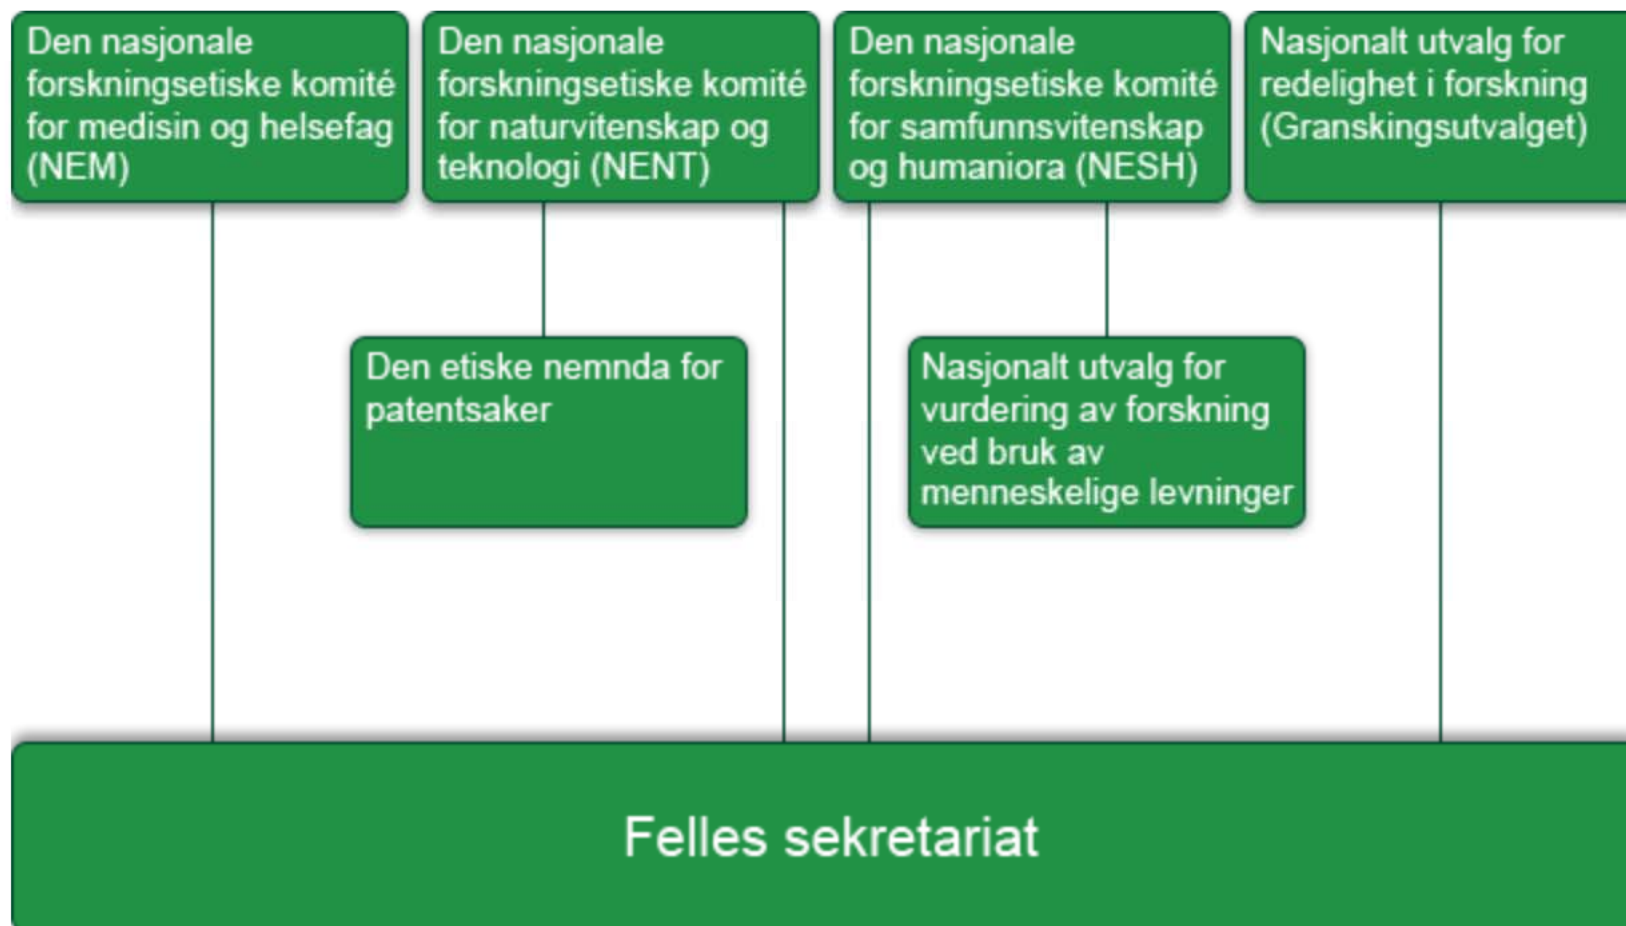 Den nasjonale
forskningsetiske komité
for medisin og helsefag
(NEM)
Den nasjonale
forskningsetiske komité
for naturvitenskap og
teknologi (NENT)
Den nasjonale
forskningsetiske komité
for samfunnsvitenskap
og humaniora (NESH)
Nasjonalt utvalg for
redelighet i forskning
(Granskingsutvalget)
Den etiske nemnda for
patentsaker
Nasjonalt utvalg for
vurdering av forskning
ved bruk av
menneskelige levninger
Felles sekretariat